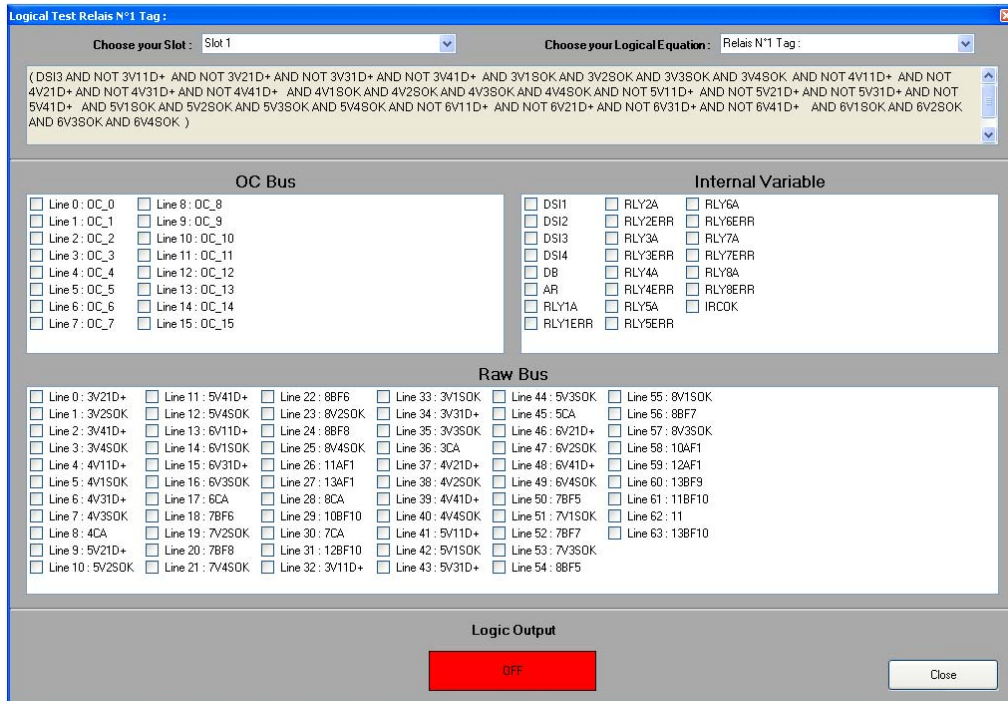 Logical Test Relais N°1 Tag :
Choose your Slot : Slot 1 Choose your Logical Equation : Relais N°1 Tag :
( DSI3 AND NOT 3V11D+ AND NOT 3V21D+ AND NOT 3V31D+ AND NOT 3V41D+ AND 3V1SOK AND 3V2SOK AND 3V3SOK AND 3V4SOK AND NOT 4V11D+ AND NOT
4V21D+ AND NOT 4V31D+ AND NOT 4V41D+ AND 4V1SOK AND 4V2SOK AND 4V3SOK AND 4V4SOK AND NOT 5V11D+ AND NOT 5V21D+ AND NOT 5V31D+ AND NOT
5V41D+ AND 5V1SOK AND 5V2SOK AND 5V3SOK AND 5V4SOK AND NOT 6V11D+ AND NOT 6V21D+ AND NOT 6V31D+ AND NOT 6V41D+ AND 6V1SOK AND 6V2SOK
AND 6V3SOK AND 6V4SOK )
OC Bus
Line 0 : OC_0 Line 8 : OC_8
Line 1 : OC_1 Line 9 : OC_9
Line 2 : OC_2 Line 10 : OC_10
Line 3 : OC_3 Line 11 : OC_11
Line 4 : OC_4 Line 12 : OC_12
Line 5 : OC_5 Line 13 : OC_13
Line 6 : OC_6 Line 14 : OC_14
Line 7 : OC_7 Line 15 : OC_15
Internal Variable
DSI1 RLY2A RLY6A
DSI2 RLY2ERR RLY6ERR
DSI3 RLY3A RLY7A
DSI4 RLY3ERR RLY7ERR
DB RLY4A RLY8A
AR RLY4ERR RLY8ERR
RLY1A RLY5A IRCOK
RLY1ERR RLY5ERR
Raw Bus
Line 0 : 3V21D+ Line 11 : 5V41D+ Line 22 : 8BF6 Line 33 : 3V1SOK Line 44 : 5V3SOK Line 55 : 8V1SOK
Line 1 : 3V2SOK Line 12 : 5V4SOK Line 23 : 8V2SOK Line 34 : 3V31D+ Line 45 : 5CA Line 56 : 8BF7
Line 2 : 3V41D+ Line 13 : 6V11D+ Line 24 : 8BF8 Line 35 : 3V3SOK Line 46 : 6V21D+ Line 57 : 8V3SOK
Line 3 : 3V4SOK Line 14 : 6V1SOK Line 25 : 8V4SOK Line 36 : 3CA Line 47 : 6V2SOK Line 58 : 10AF1
Line 4 : 4V11D+ Line 15 : 6V31D+ Line 26 : 11AF1 Line 37 : 4V21D+ Line 48 : 6V41D+ Line 59 : 12AF1
Line 5 : 4V1SOK Line 16 : 6V3SOK Line 27 : 13AF1 Line 38 : 4V2SOK Line 49 : 6V4SOK Line 60 : 13BF9
Line 6 : 4V31D+ Line 17 : 6CA Line 28 : 8CA Line 39 : 4V41D+ Line 50 : 7BF5 Line 61 : 11BF10
Line 7 : 4V3SOK Line 18 : 7BF6 Line 29 : 10BF10 Line 40 : 4V4SOK Line 51 : 7V1SOK Line 62 : 11
Line 8 : 4CA Line 19 : 7V2SOK Line 30 : 7CA Line 41 : 5V11D+ Line 52 : 7BF7 Line 63 : 13BF10
Line 9 : 5V21D+ Line 20 : 7BF8 Line 31 : 12BF10 Line 42 : 5V1SOK Line 53 : 7V3SOK
Line 10 : 5V2SOK Line 21 : 7V4SOK Line 32 : 3V11D+ Line 43 : 5V31D+ Line 54 : 8BF5
Logic Output
OFF
Close